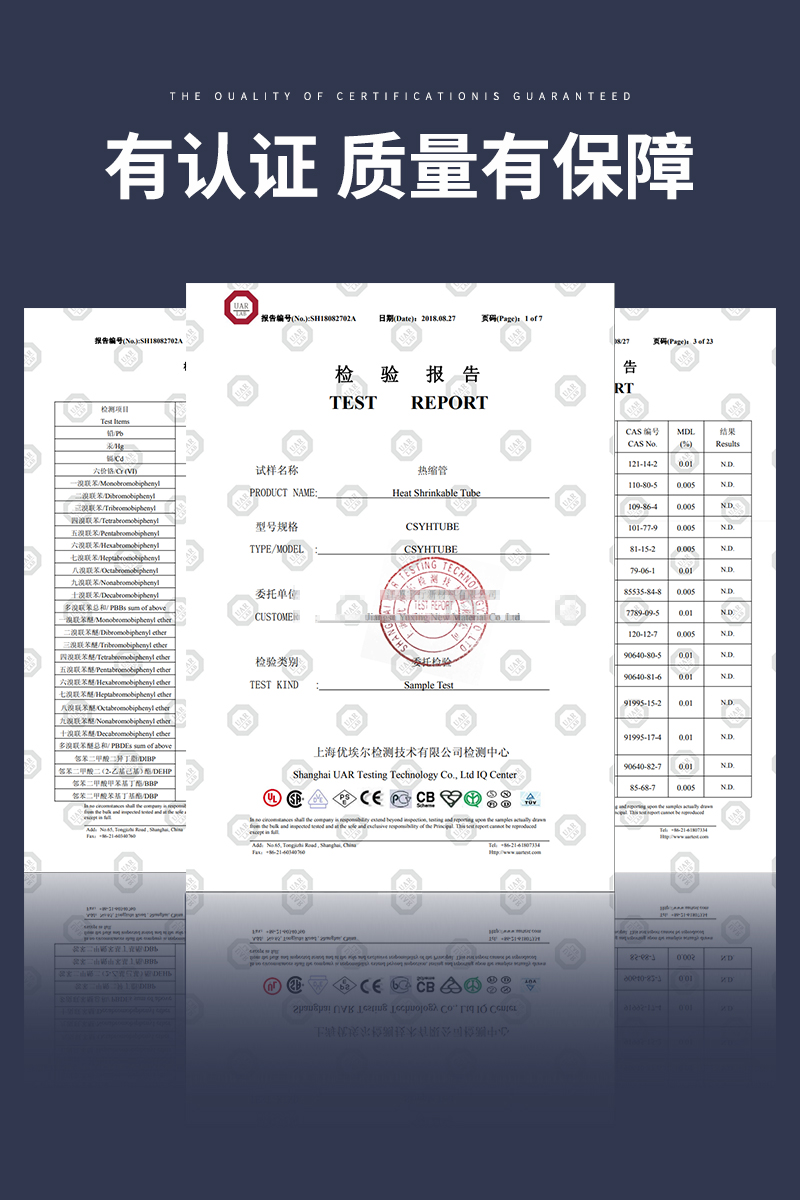 THE QUALITY OF CERTIFICATIONIS GUARANTEED
有认证 质量有保障
报告编号(No.):SH18082702A
检测项目
Test Items
铅/Pb
汞/Hg
镉/Cd
六价铬/Cr (VI)
一溴联苯/Monobromobiphenyl
二溴联苯/Dibromobiphenyl
三溴联苯/Tribromobiphenyl
四溴联苯/Tetrabromobiphenyl
五溴联苯/Pentabromobiphenyl
六溴联苯/Hexabromobiphenyl
七溴联苯/Heptabromobiphenyl
八溴联苯/Octabromobiphenyl
九溴联苯/Nonabromobiphenyl
十溴联苯/Decabromobiphenyl
多溴联苯总和/ PBBs sum of above
一溴联苯醚/Monobromobiphenyl ether
二溴联苯醚/Dibromobiphenyl ether
三溴联苯醚/Tribromobiphenyl ether
四溴联苯醚/Tetrabromobiphenyl ether
五溴联苯醚/Pentabromobiphenyl ether
六溴联苯醚/Hexabromobiphenyl ether
七溴联苯醚/Heptabromobiphenyl ether
八溴联苯醚/Octabromobiphenyl ether
九溴联苯醚/Nonabromobiphenyl ether
十溴联苯醚/Decabromobiphenyl ether
多溴联苯醚总和/ PBDEs sum of above
邻苯二甲酸二异丁脂/DIBP
邻苯二甲酸二（2-乙基己基）酯/DEHP
邻苯二甲酸甲苯基丁酯/BBP
邻苯二甲酸苯基丁酯/DBP
In no circumstances shall the company is responsibil
from the bulk and inspected tested and at the sole
except in full.
Add: No.65, Tongjizhi Road , Shanghai, China
Fax: +86-21-60340760
UAR
LAB
报告编号(No.):SH18082702A 日期(Date): 2018.08.27 页码(Page): 1 of 7
检 验 报 告
TEST REPORT
试样名称 热缩管
PRODUCT NAME: Heat Shrinkable Tube
型号规格 CSYHTUBE
TYPE/MODEL : CSYHTUBE
委托单位
CUSTOMER
检验类别 委托检验
TEST KIND : Sample Test
上海优埃尔检测技术有限公司检测中心
Shanghai UAR Testing Technology Co., Ltd IQ Center
UL PSE CE CB TÜV
In no circumstances shall the company is responsibility extend beyond inspection, testing and reporting upon the samples actually drawn
from the bulk and inspected tested and at the sole and exclusive responsibility of the Principal. This test report cannot be reproduced
except in full.
Add: No.65, Tongjizhi Road , Shanghai, China Tel: +86-21-61807334
Fax: +86-21-60340760 Http://www.uartest.com
08/27 页码(Page): 3 of 23
告
RT
CAS 编号 MDL 结果
CAS No. (%) Results
121-14-2 0.01 N.D.
110-80-5 0.005 N.D.
109-86-4 0.005 N.D.
101-77-9 0.005 N.D.
81-15-2 0.005 N.D.
79-06-1 0.01 N.D.
85535-84-8 0.005 N.D.
7789-09-5 0.01 N.D.
120-12-7 0.005 N.D.
90640-80-5 0.01 N.D.
90640-81-6 0.01 N.D.
91995-15-2 0.01 N.D.
91995-17-4 0.01 N.D.
90640-82-7 0.01 N.D.
85-68-7 0.005 N.D.
g and reporting upon the samples actually drawn
ncipal. This test report cannot be reproduced
Tel: +86-21-61807334
Http://www.uartest.com